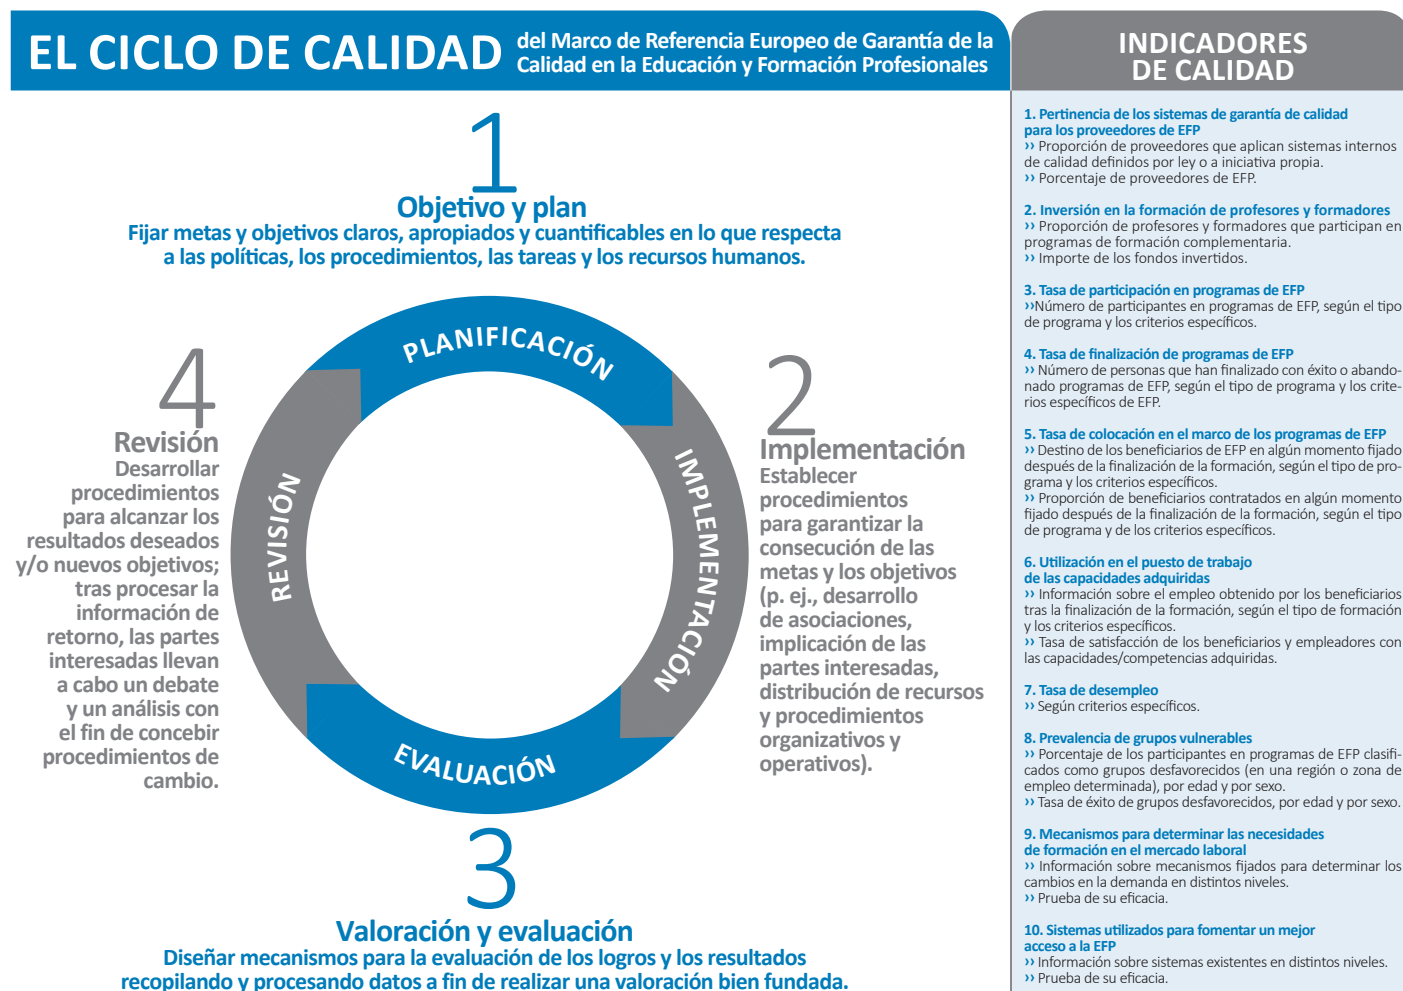 EL CICLO DE CALIDAD
del Marco de Referencia Europeo de Garantía de la
Calidad en la Educación y Formación Profesionales
1
Objetivo y plan
Fijar metas y objetivos claros, apropiados y cuantificables en lo que respecta
a las políticas, los procedimientos, las tareas y los recursos humanos.
PLANIFICACIÓN
IMPLEMENTACIÓN
EVALUACIÓN
REVISIÓN
2
Implementación
Establecer
procedimientos
para garantizar la
consecución de las
metas y los objetivos
(p. ej., desarrollo
de asociaciones,
implicación de las
partes interesadas,
distribución de recursos
y procedimientos
organizativos y
operativos).
3
Valoración y evaluación
Diseñar mecanismos para la evaluación de los logros y los resultados
recopilando y procesando datos a fin de realizar una valoración bien fundada.
4
Revisión
Desarrollar
procedimientos
para alcanzar los
resultados deseados
y/o nuevos objetivos;
tras procesar la
información de
retorno, las partes
interesadas llevan
a cabo un debate
y un análisis con
el fin de concebir
procedimientos de
cambio.
INDICADORES
DE CALIDAD
1. Pertinencia de los sistemas de garantía de calidad
para los proveedores de EFP
›› Proporción de proveedores que aplican sistemas internos
de calidad definidos por ley o a iniciativa propia.
›› Porcentaje de proveedores de EFP.
2. Inversión en la formación de profesores y formadores
›› Proporción de profesores y formadores que participan en
programas de formación complementaria.
›› Importe de los fondos invertidos.
3. Tasa de participación en programas de EFP
››Número de participantes en programas de EFP, según el tipo
de programa y los criterios específicos.
4. Tasa de finalización de programas de EFP
›› Número de personas que han finalizado con éxito o abando-
nado programas de EFP, según el tipo de programa y los crite-
rios específicos de EFP.
5. Tasa de colocación en el marco de los programas de EFP
›› Destino de los beneficiarios de EFP en algún momento fijado
después de la finalización de la formación, según el tipo de pro-
grama y los criterios específicos.
›› Proporción de beneficiarios contratados en algún momento
fijado después de la finalización de la formación, según el tipo
de programa y de los criterios específicos.
6. Utilización en el puesto de trabajo
de las capacidades adquiridas
›› Información sobre el empleo obtenido por los beneficiarios
tras la finalización de la formación, según el tipo de formación
y los criterios específicos.
›› Tasa de satisfacción de los beneficiarios y empleadores con
las capacidades/competencias adquiridas.
7. Tasa de desempleo
›› Según criterios específicos.
8. Prevalencia de grupos vulnerables
›› Porcentaje de los participantes en programas de EFP clasifi-
cados como grupos desfavorecidos (en una región o zona de
empleo determinada), por edad y por sexo.
›› Tasa de éxito de grupos desfavorecidos, por edad y por sexo.
9. Mecanismos para determinar las necesidades
de formación en el mercado laboral
›› Información sobre mecanismos fijados para determinar los
cambios en la demanda en distintos niveles.
›› Prueba de su eficacia.
10. Sistemas utilizados para fomentar un mejor
acceso a la EFP
›› Información sobre sistemas existentes en distintos niveles.
›› Prueba de su eficacia.